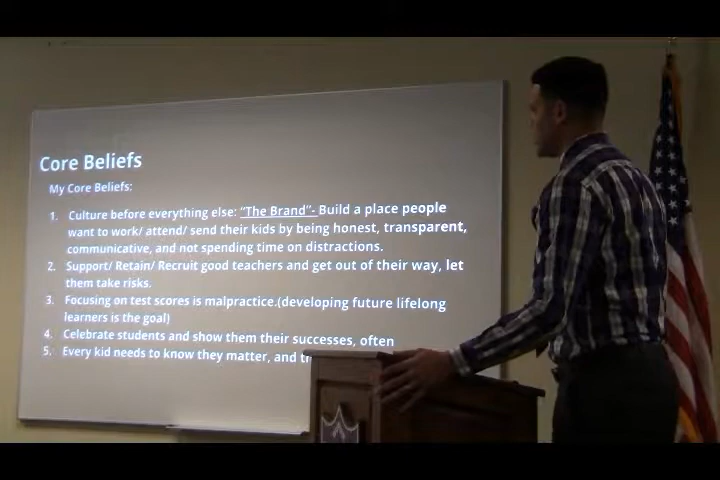 Core Beliefs
My Core Beliefs:
1. Culture before everything else: "The Brand"- Build a place people
want to work/ attend/ send their kids by being honest, transparent,
communicative, and not spending time on distractions.
2. Support/ Retain/ Recruit good teachers and get out of their way, let
them take risks.
3. Focusing on test scores is malpractice.(developing future lifelong
learners is the goal)
4. Celebrate students and show them their successes, often
5. Every kid needs to know they matter, and